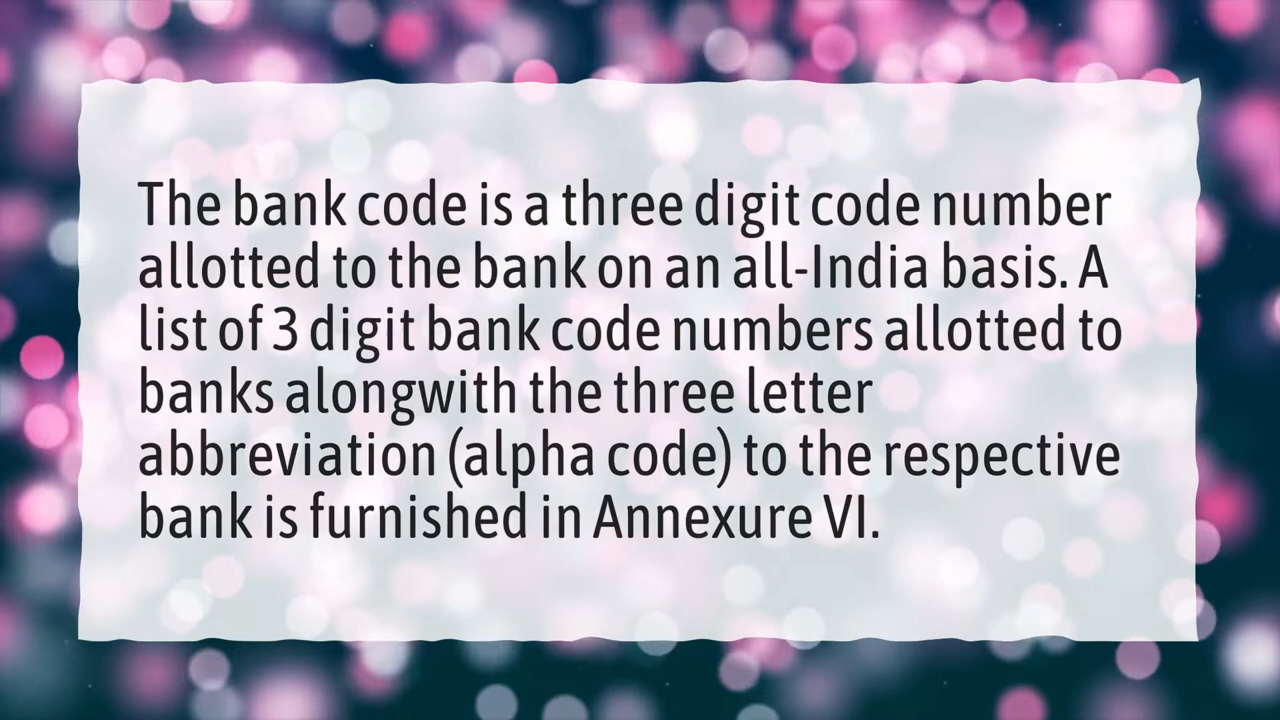 The bank code is a three digit code number
allotted to the bank on an all-India basis. A
list of 3 digit bank code numbers allotted to
banks alongwith the three letter
abbreviation (alpha code) to the respective
bank is furnished in Annexure VI.